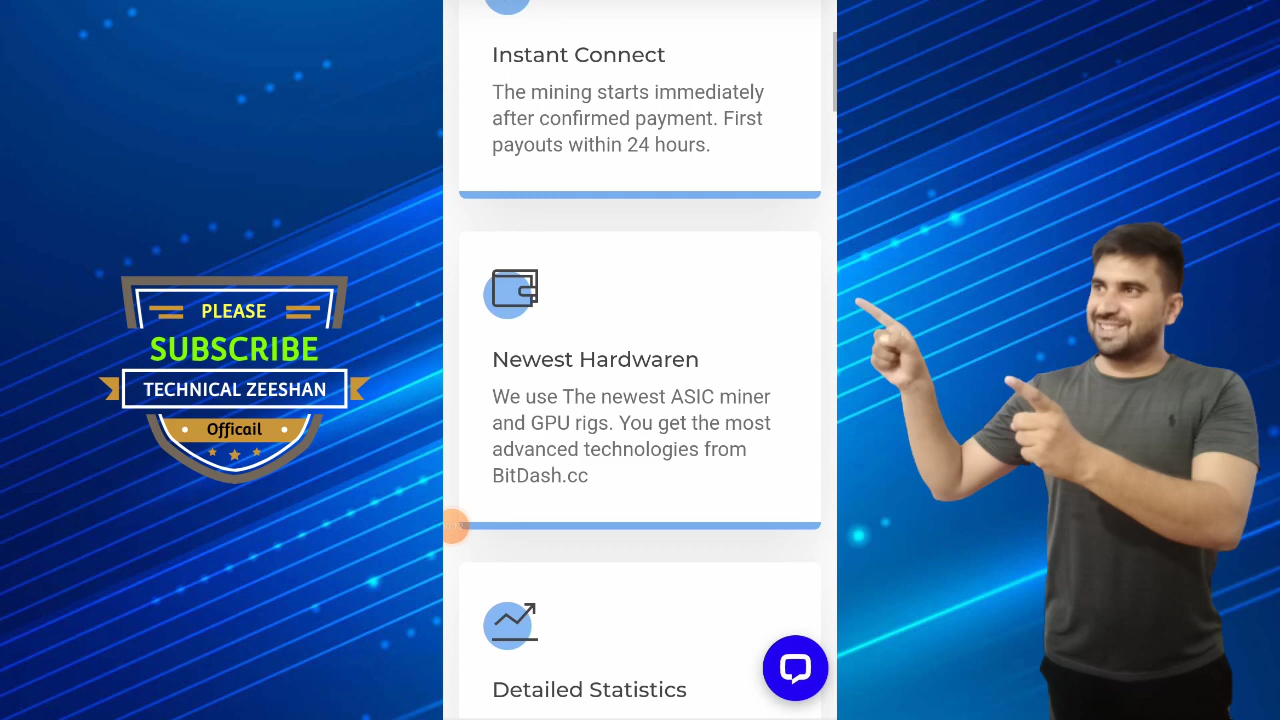 PLEASE
SUBSCRIBE
TECHNICAL ZEESHAN
Officail
Instant Connect
The mining starts immediately
after confirmed payment. First
payouts within 24 hours.
Newest Hardwaren
We use The newest ASIC miner
and GPU rigs. You get the most
advanced technologies from
BitDash.cc
Detailed Statistics